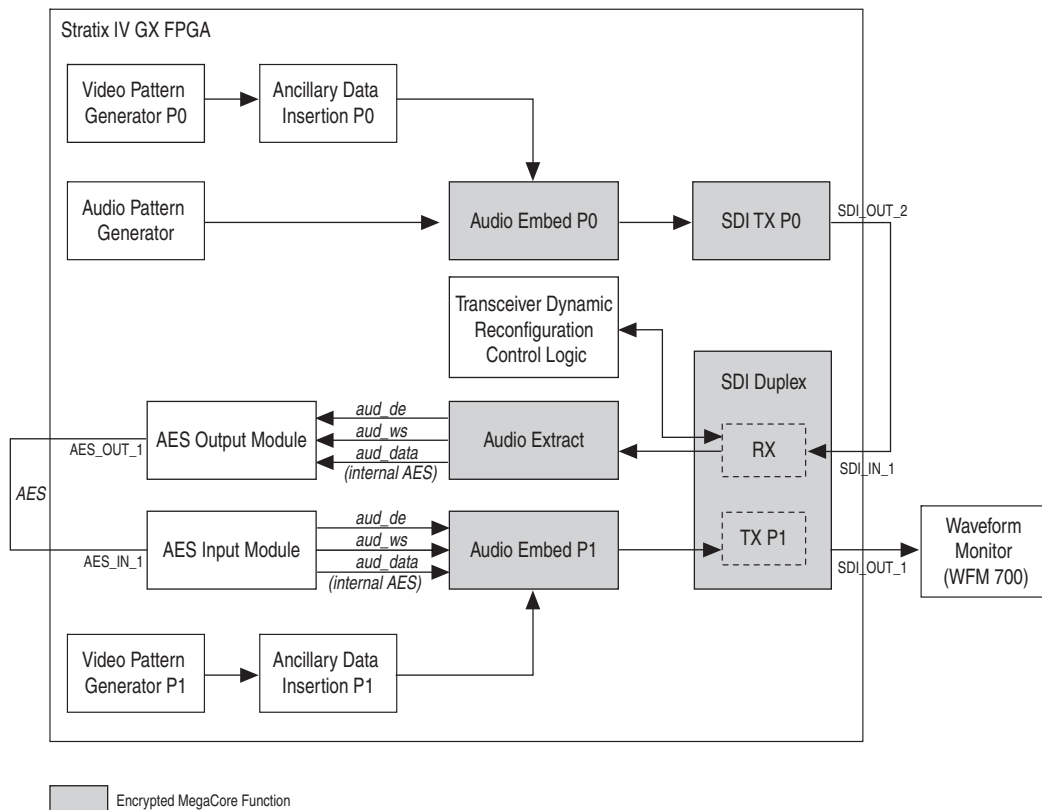 Stratix IV GX FPGA
Video Pattern
Generator P0
Ancillary Data
Insertion P0
Audio Pattern
Generator
Audio Embed P0
SDI TX P0
SDI_OUT_2
Transceiver Dynamic
Reconfiguration
Control Logic
SDI Duplex
RX
SDI_IN_1
TX P1
SDI_OUT_1
AES Output Module
aud_de
aud_ws
aud_data
(internal AES)
Audio Extract
AES_OUT_1
AES
AES_IN_1
AES Input Module
aud_de
aud_ws
aud_data
(internal AES)
Audio Embed P1
Waveform
Monitor
(WFM 700)
Video Pattern
Generator P1
Ancillary Data
Insertion P1
Encrypted MegaCore Function